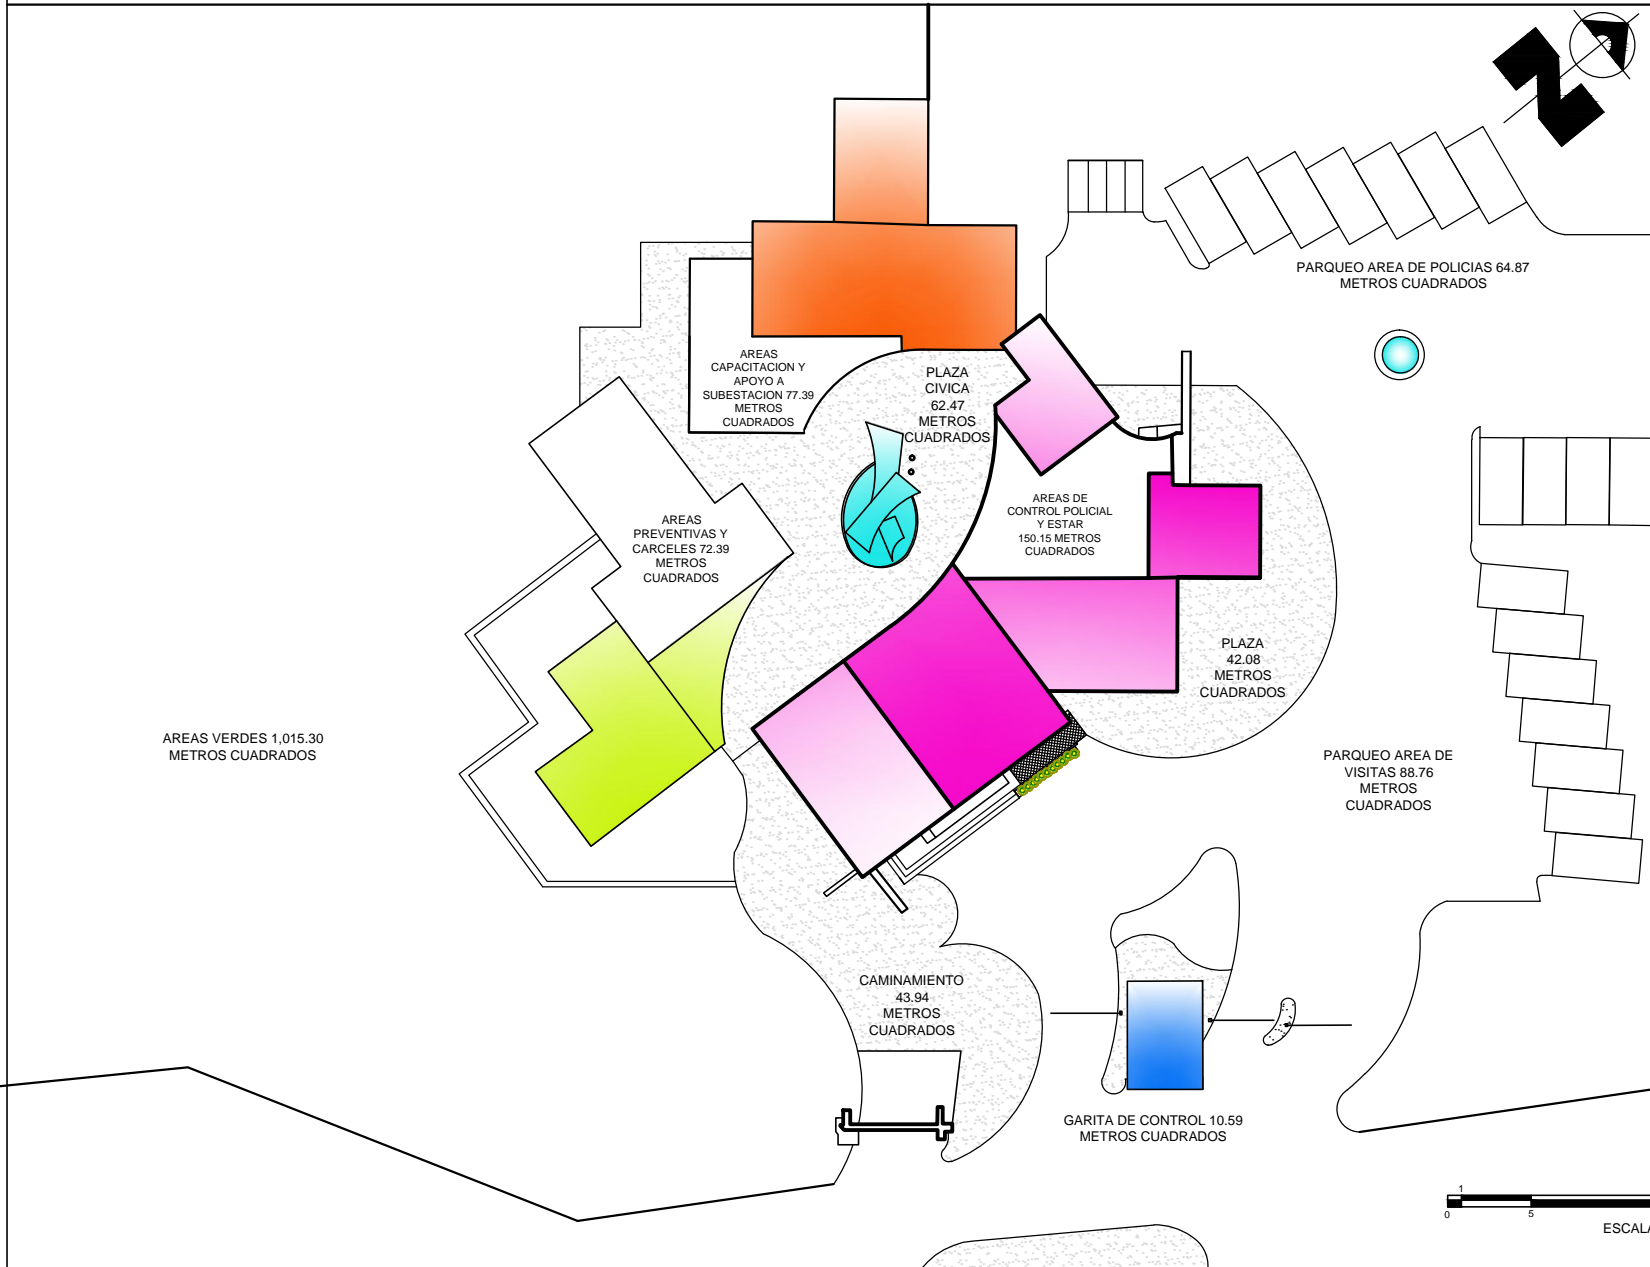 N
PARQUEO AREA DE POLICIAS 64.87
METROS CUADRADOS
AREAS
CAPACITACION Y
APOYO A
SUBESTACION 77.39
METROS
CUADRADOS
PLAZA
CIVICA
62.47
METROS
CUADRADOS
AREAS DE
CONTROL POLICIAL
Y ESTAR
150.15 METROS
CUADRADOS
AREAS
PREVENTIVAS Y
CARCELES 72.39
METROS
CUADRADOS
PLAZA
42.08
METROS
CUADRADOS
AREAS VERDES 1,015.30
METROS CUADRADOS
PARQUEO AREA DE
VISITAS 88.76
METROS
CUADRADOS
CAMINAMIENTO
43.94
METROS
CUADRADOS
GARITA DE CONTROL 10.59
METROS CUADRADOS
1
0 5
ESCALA